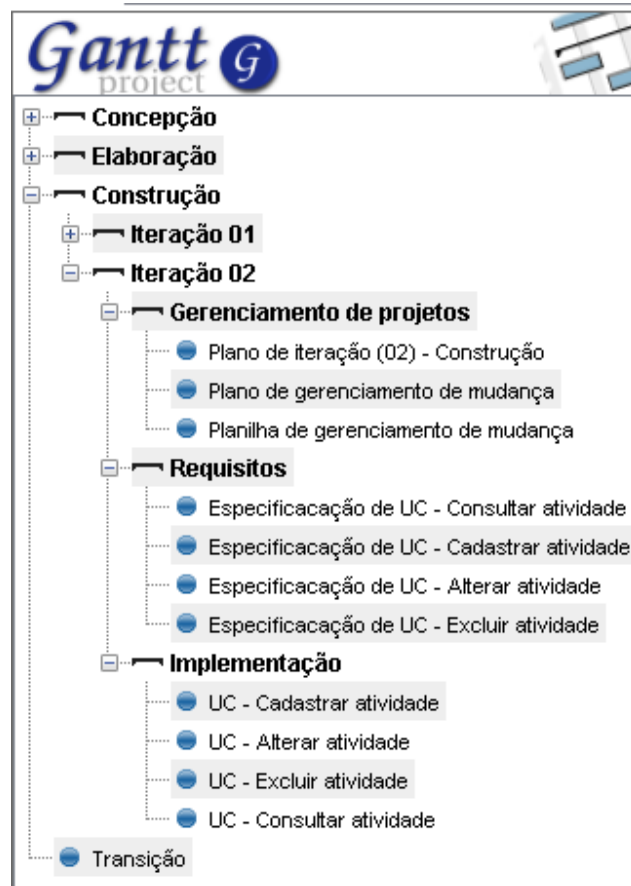 Gantt G
project
Concepção
Elaboração
Construção
Iteração 01
Iteração 02
Gerenciamento de projetos
Plano de iteração (02) - Construção
Plano de gerenciamento de mudança
Planilha de gerenciamento de mudança
Requisitos
Especificacação de UC - Consultar atividade
Especificacação de UC - Cadastrar atividade
Especificacação de UC - Alterar atividade
Especificacação de UC - Excluir atividade
Implementação
UC - Cadastrar atividade
UC - Alterar atividade
UC - Excluir atividade
UC - Consultar atividade
Transição